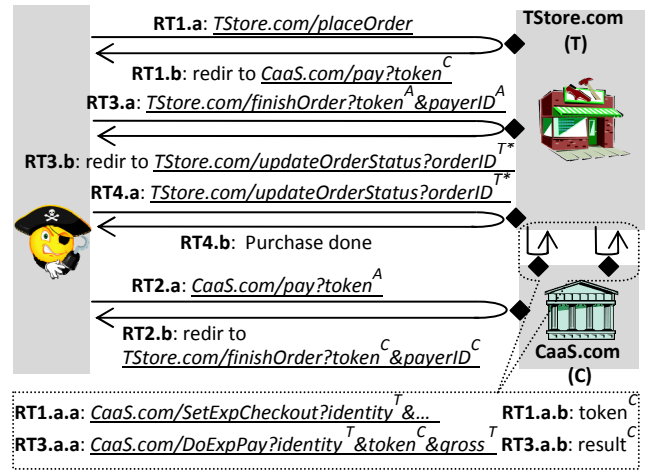 RT1.a: TStore.com/placeOrder
TStore.com
(T)
RT1.b: redir to CaaS.com/pay?token^C
RT3.a: TStore.com/finishOrder?token^A&payerID^A
RT3.b: redir to TStore.com/updateOrderStatus?orderID^T*
RT4.a: TStore.com/updateOrderStatus?orderID^T*
RT4.b: Purchase done
RT2.a: CaaS.com/pay?token^A
RT2.b: redir to
TStore.com/finishOrder?token^C&payerID^C
CaaS.com
(C)
RT1.a.a: CaaS.com/SetExpCheckout?identity^T&... RT1.a.b: token^C
RT3.a.a: CaaS.com/DoExpPay?identity^T&token^C&gross^T RT3.a.b: result^C